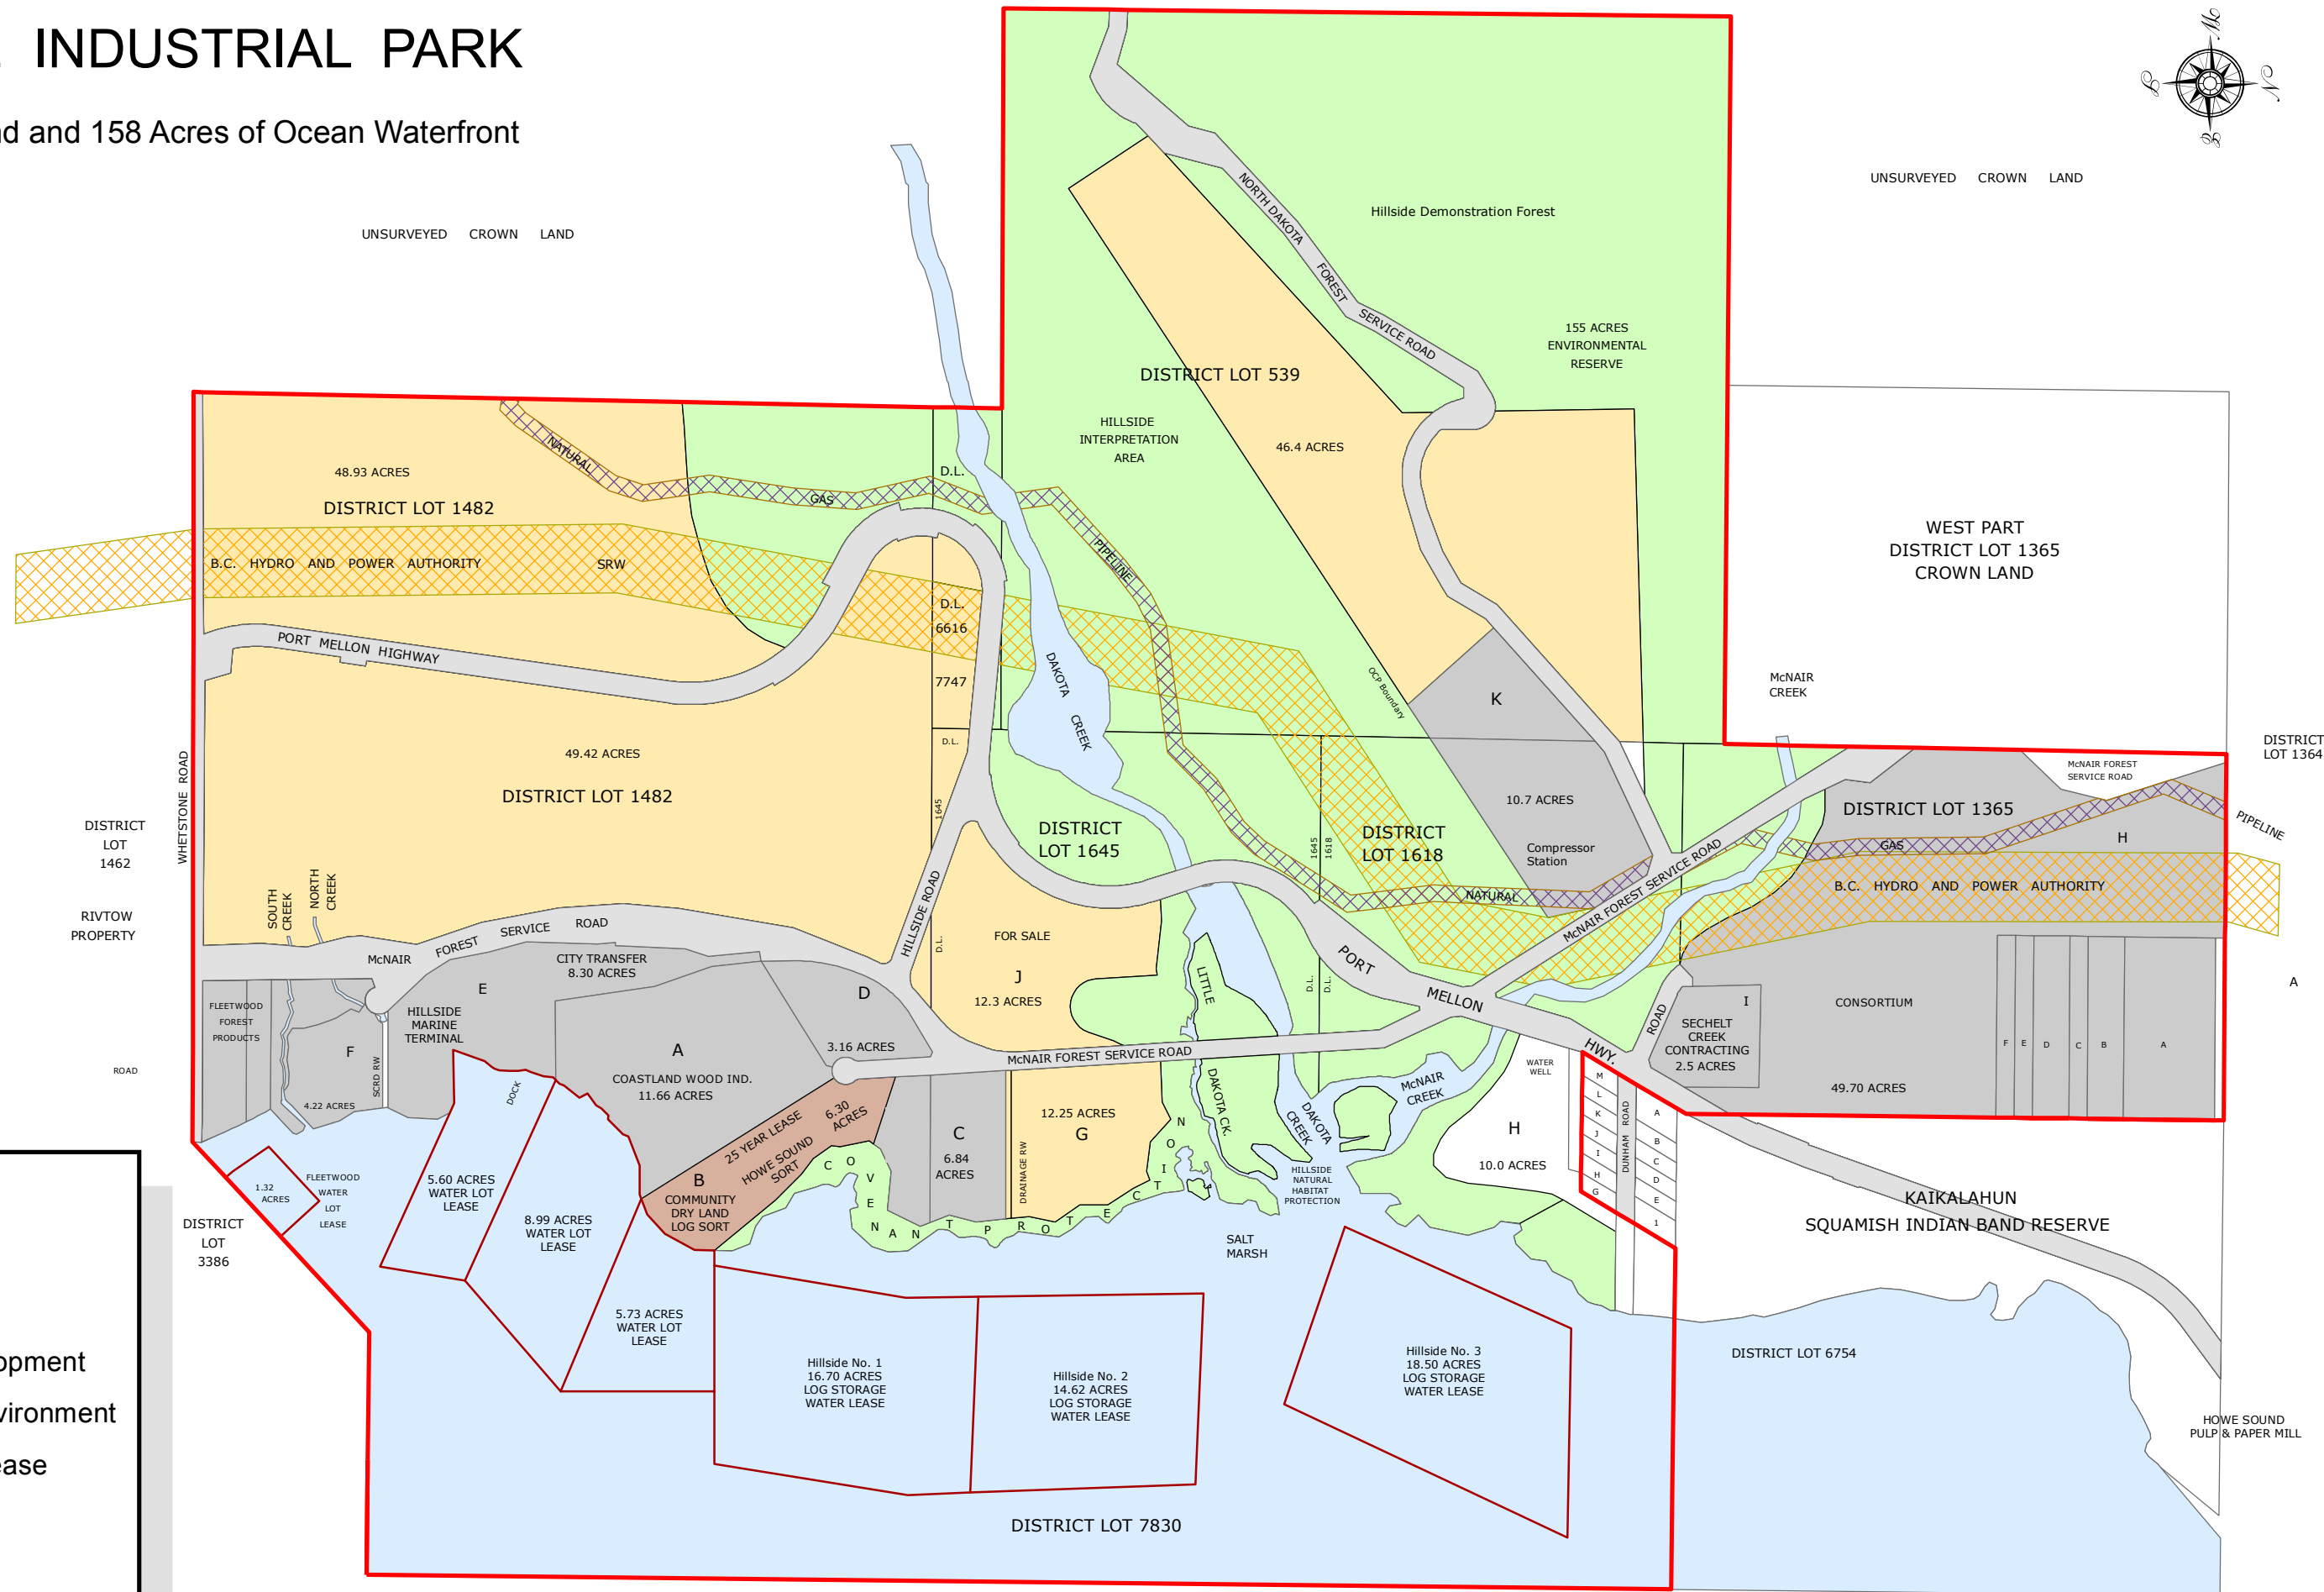 INDUSTRIAL PARK
and 158 Acres of Ocean Waterfront
W
S
N
E
UNSURVEYED CROWN LAND
UNSURVEYED CROWN LAND
Hillside Demonstration Forest
NORTH DAKOTA FOREST SERVICE ROAD
155 ACRES
ENVIRONMENTAL
RESERVE
DISTRICT LOT 539
HILLSIDE
INTERPRETATION
AREA
46.4 ACRES
48.93 ACRES
DISTRICT LOT 1482
NATURAL GAS PIPELINE
D.L.
B.C. HYDRO AND POWER AUTHORITY SRW
D.L.
6616
7747
D.L.
1645
D.L.
PORT MELLON HIGHWAY
DAKOTA CREEK
OCP Boundary
K
WEST PART
DISTRICT LOT 1365
CROWN LAND
McNAIR
CREEK
DISTRICT
LOT 1364
McNAIR FOREST
SERVICE ROAD
49.42 ACRES
DISTRICT LOT 1482
WHETSTONE ROAD
DISTRICT
LOT
1462
RIVTOW
PROPERTY
ROAD
DISTRICT
LOT 1645
1645
1618
DISTRICT
LOT 1618
10.7 ACRES
Compressor
Station
DISTRICT LOT 1365
H
GAS
PIPELINE
NATURAL
B.C. HYDRO AND POWER AUTHORITY
McNAIR FOREST SERVICE ROAD
SOUTH
CREEK
NORTH
CREEK
McNAIR FOREST SERVICE ROAD
HILLSIDE ROAD
FOR SALE
J
12.3 ACRES
CITY TRANSFER
8.30 ACRES
E
HILLSIDE
MARINE
TERMINAL
D
3.16 ACRES
A
COASTLAND WOOD IND.
11.66 ACRES
FLEETWOOD
FOREST
PRODUCTS
F
4.22 ACRES
SCRD RW
DOCK
McNAIR FOREST SERVICE ROAD
D.L.
D.L.
PORT MELLON HWY.
LITTLE DAKOTA CK.
DAKOTA
CREEK
McNAIR
CREEK
WATER
WELL
ROAD
I
SECHELT
CREEK
CONTRACTING
2.5 ACRES
CONSORTIUM
49.70 ACRES
F
E
D
C
B
A
A
25 YEAR LEASE 6.30
ACRES
HOWE SOUND
SORT
B
COMMUNITY
DRY LAND
LOG SORT
C
6.84
ACRES
DRAINAGE RW
12.25 ACRES
G
COVENANT PROTECTION
HILLSIDE
NATURAL
HABITAT
PROTECTION
H
10.0 ACRES
M
L
K
J
I
H
G
DUNHAM ROAD
A
B
C
D
E
1
KAIKALAHUN
SQUAMISH INDIAN BAND RESERVE
1.32
ACRES
FLEETWOOD
WATER
LOT
LEASE
DISTRICT
LOT
3386
5.60 ACRES
WATER LOT
LEASE
8.99 ACRES
WATER LOT
LEASE
5.73 ACRES
WATER LOT
LEASE
SALT
MARSH
Hillside No. 1
16.70 ACRES
LOG STORAGE
WATER LEASE
Hillside No. 2
14.62 ACRES
LOG STORAGE
WATER LEASE
Hillside No. 3
18.50 ACRES
LOG STORAGE
WATER LEASE
DISTRICT LOT 6754
HOWE SOUND
PULP & PAPER MILL
DISTRICT LOT 7830